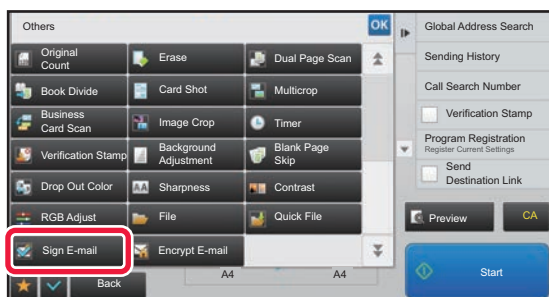 Others
OK
Original
Count
Erase
Dual Page Scan
Book Divide
Card Shot
Multicrop
Business
Card Scan
Image Crop
Timer
Verification Stamp
Background
Adjustment
Blank Page
Skip
Drop Out Color
AA
Sharpness
Contrast
RGB Adjust
File
Quick File
Sign E-mail
Encrypt E-mail
Back
A4
A4
Global Address Search
Sending History
Call Search Number
Verification Stamp
Program Registration
Register Current Settings
Send
Destination Link
Preview
CA
Start